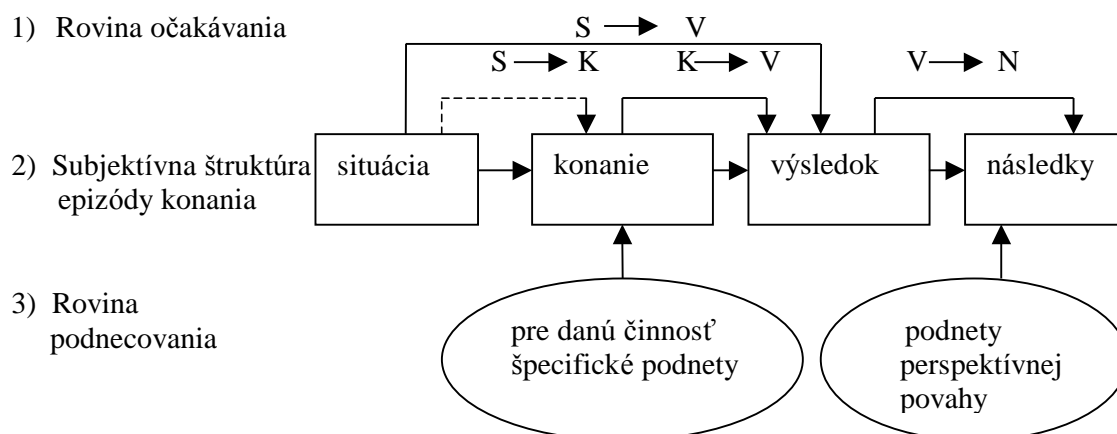 1) Rovina očakávania
S → V
S → K K → V V → N
2) Subjektívna štruktúra
epizódy konania
situácia
konanie
výsledok
následky
3) Rovina
podnecovania
pre danú činnosť
špecifické podnety
podnety
perspektívnej
povahy